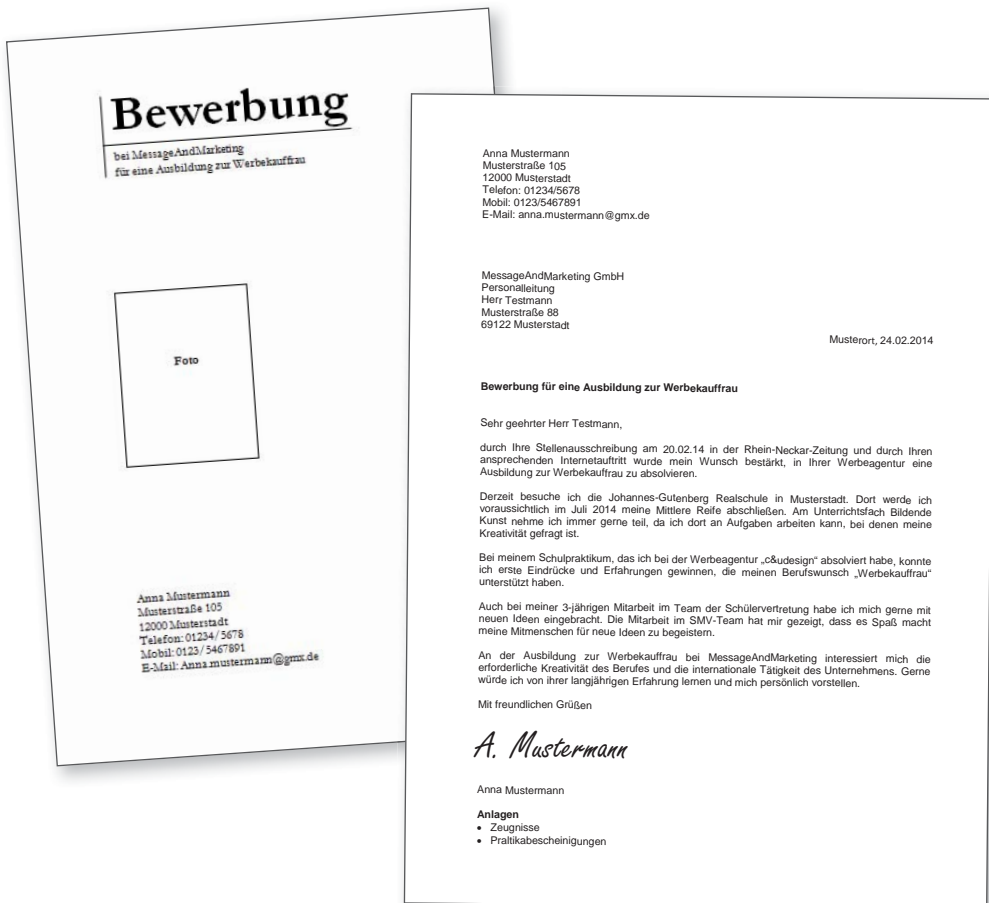 Bewerbung
bei MessageAndMarketing
für eine Ausbildung zur Werbekauffrau
Foto
Anna Mustermann
Musterstraße 105
12000 Musterstadt
Telefon: 01234/5678
Mobil: 0123/5467891
E-Mail: Anna.mustermann@gmx.de
Anna Mustermann
Musterstraße 105
12000 Musterstadt
Telefon: 01234/5678
Mobil: 0123/5467891
E-Mail: anna.mustermann@gmx.de
MessageAndMarketing GmbH
Personalleitung
Herr Testmann
Musterstraße 88
69122 Musterstadt
Musterort, 24.02.2014
Bewerbung für eine Ausbildung zur Werbekauffrau
Sehr geehrter Herr Testmann,
durch Ihre Stellenausschreibung am 20.02.14 in der Rhein-Neckar-Zeitung und durch Ihren
ansprechenden Internetauftritt wurde mein Wunsch bestärkt, in Ihrer Werbeagentur eine
Ausbildung zur Werbekauffrau zu absolvieren.
Derzeit besuche ich die Johannes-Gutenberg Realschule in Musterstadt. Dort werde ich
voraussichtlich im Juli 2014 meine Mittlere Reife abschließen. Am Unterrichtsfach Bildende
Kunst nehme ich immer gerne teil, da ich dort an Aufgaben arbeiten kann, bei denen meine
Kreativität gefragt ist.
Bei meinem Schulpraktikum, das ich bei der Werbeagentur „c&udesign“ absolviert habe, konnte
ich erste Eindrücke und Erfahrungen gewinnen, die meinen Berufswunsch „Werbekauffrau“
unterstützt haben.
Auch bei meiner 3-jährigen Mitarbeit im Team der Schülervertretung habe ich mich gerne mit
neuen Ideen eingebracht. Die Mitarbeit im SMV-Team hat mir gezeigt, dass es Spaß macht
meine Mitmenschen für neue Ideen zu begeistern.
An der Ausbildung zur Werbekauffrau bei MessageAndMarketing interessiert mich die
erforderliche Kreativität des Berufes und die internationale Tätigkeit des Unternehmens. Gerne
würde ich von ihrer langjährigen Erfahrung lernen und mich persönlich vorstellen.
Mit freundlichen Grüßen
A. Mustermann
Anna Mustermann
Anlagen
• Zeugnisse
• Praltikabescheinigungen